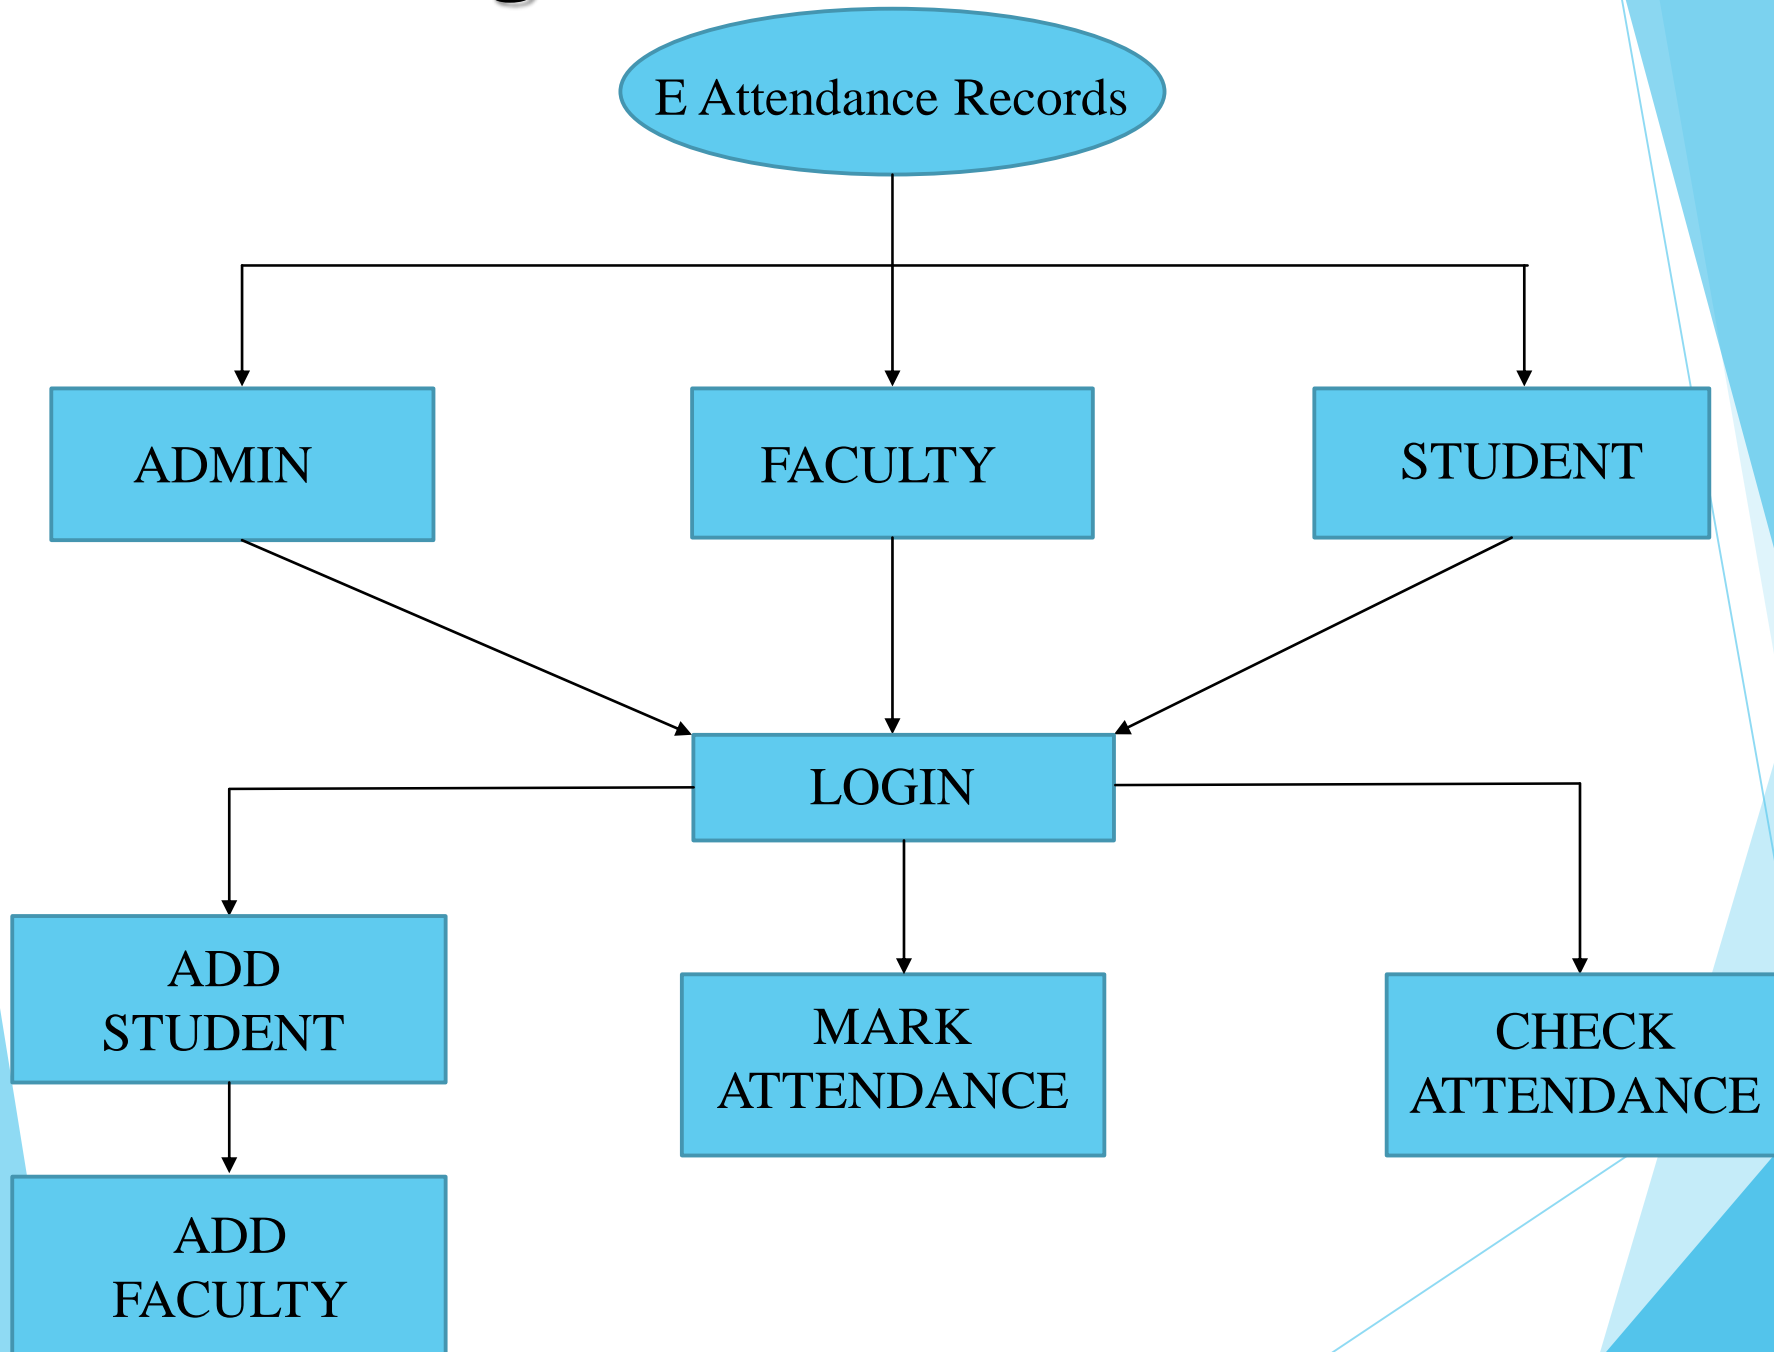 E Attendance Records
ADMIN
FACULTY
STUDENT
LOGIN
ADD
STUDENT
MARK
ATTENDANCE
CHECK
ATTENDANCE
ADD
FACULTY